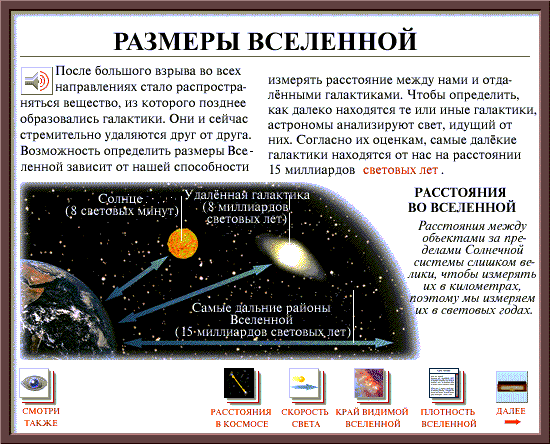 РАЗМЕРЫ ВСЕЛЕННОЙ
После большого взрыва во всех
направлениях стало распростра-
няться вещество, из которого позднее
образовались галактики. Они и сейчас
стремительно удаляются друг от друга.
Возможность определить размеры Все-
ленной зависит от нашей способности
измерять расстояние между нами и отда-
лёнными галактиками. Чтобы определить,
как далеко находятся те или иные галактики,
астрономы анализируют свет, идущий от
них. Согласно их оценкам, самые далёкие
галактики находятся от нас на расстоянии
15 миллиардов световых лет .
Солнце
(8 световых минут)
Удалённая галактика
(8 миллиардов
световых лет)
Самые дальние районы
Вселенной
(15 миллиардов световых лет)
РАССТОЯНИЯ
ВО ВСЕЛЕННОЙ
Расстояния между
объектами за пре-
делами Солнечной
системы слишком ве-
лики, чтобы измерять
их в километрах,
поэтому мы измеряем
их в световых годах.
СМОТРИ
ТАКЖЕ
РАССТОЯНИЯ
В КОСМОСЕ
СКОРОСТЬ
СВЕТА
КРАЙ ВИДИМОЙ
ВСЕЛЕННОЙ
ПЛОТНОСТЬ
ВСЕЛЕННОЙ
ДАЛЕЕ